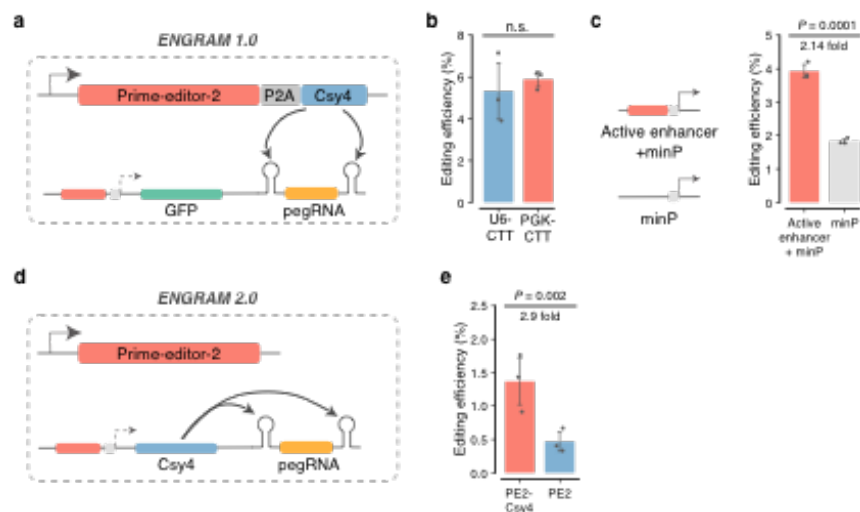 a
ENGRAM 1.0
Prime-editor-2
P2A
Csy4
GFP
pegRNA
b
n.s.
Editing efficiency (%)
8
6
4
2
0
U6-
CTT
PGK-
CTT
c
Active enhancer
+minP
minP
P = 0.0001
2.14 fold
Editing efficiency (%)
5
4
3
2
1
0
Active
enhancer
+ minP
minP
d
ENGRAM 2.0
Prime-editor-2
Csy4
pegRNA
e
P = 0.002
2.9 fold
Editing efficiency (%)
2.5
2.0
1.5
1.0
0.5
0.0
PE2-
Csy4
PE2